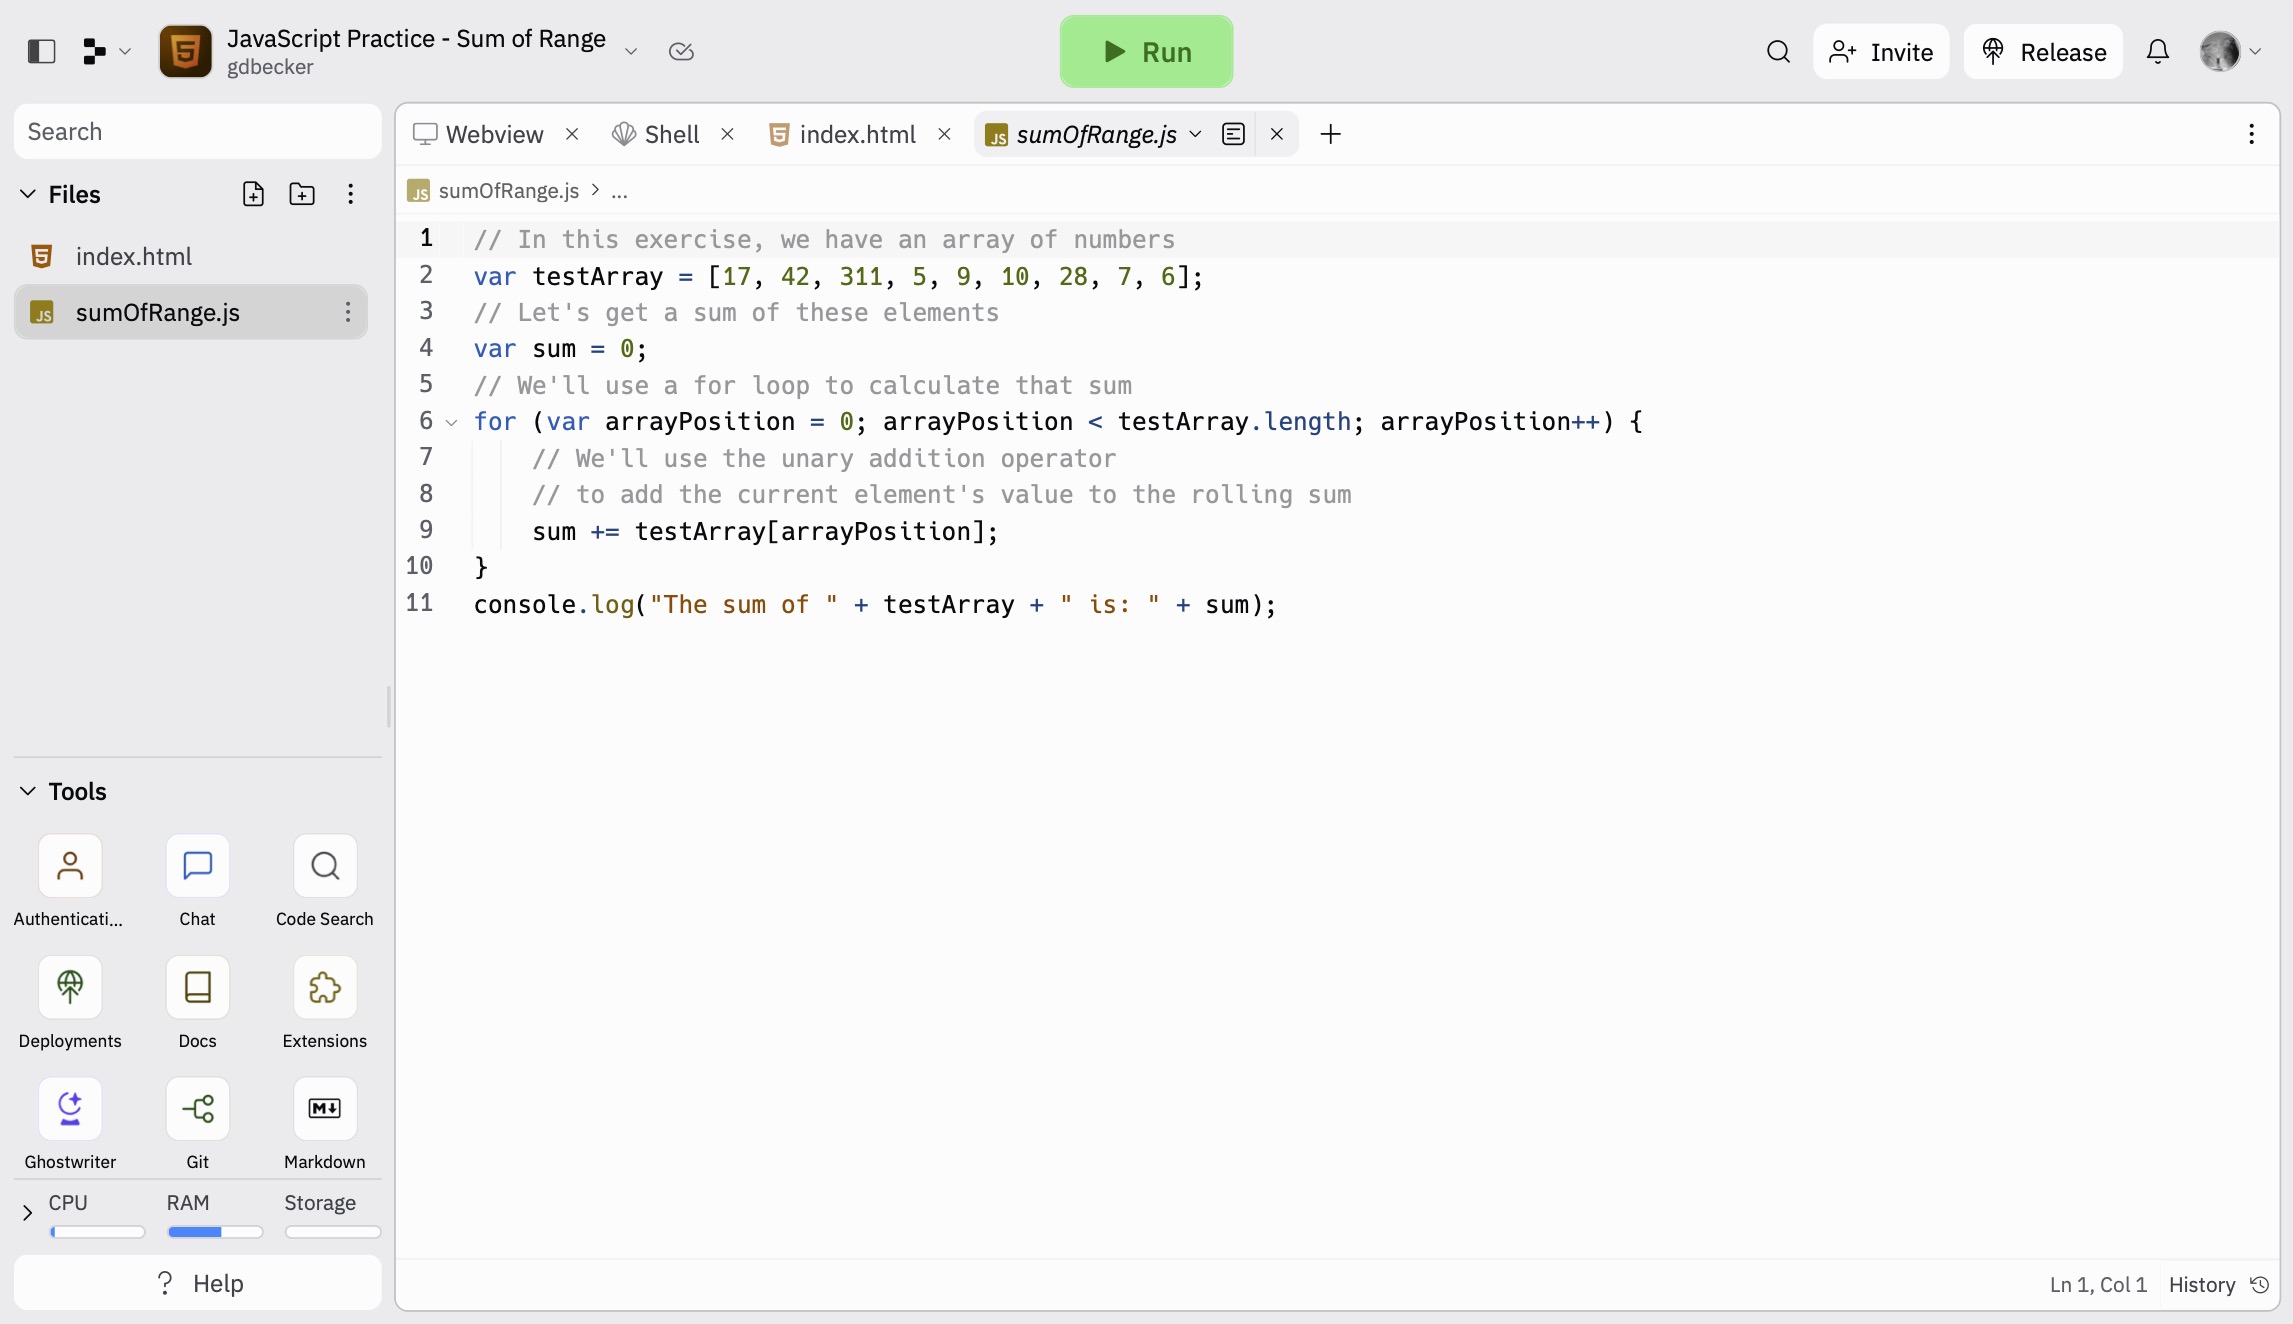 JavaScript Practice - Sum of Range
gdbecker
Run
Invite
Release
Search
Files
index.html
sumOfRange.js
Webview
Shell
index.html
sumOfRange.js
sumOfRange.js > ...
1 // In this exercise, we have an array of numbers
2 var testArray = [17, 42, 311, 5, 9, 10, 28, 7, 6];
3 // Let's get a sum of these elements
4 var sum = 0;
5 // We'll use a for loop to calculate that sum
6 for (var arrayPosition = 0; arrayPosition < testArray.length; arrayPosition++) {
7 // We'll use the unary addition operator
8 // to add the current element's value to the rolling sum
9 sum += testArray[arrayPosition];
10 }
11 console.log("The sum of " + testArray + " is: " + sum);
Tools
Authenticati...
Chat
Code Search
Deployments
Docs
Extensions
Ghostwriter
Git
Markdown
CPU
RAM
Storage
? Help
Ln 1, Col 1
History